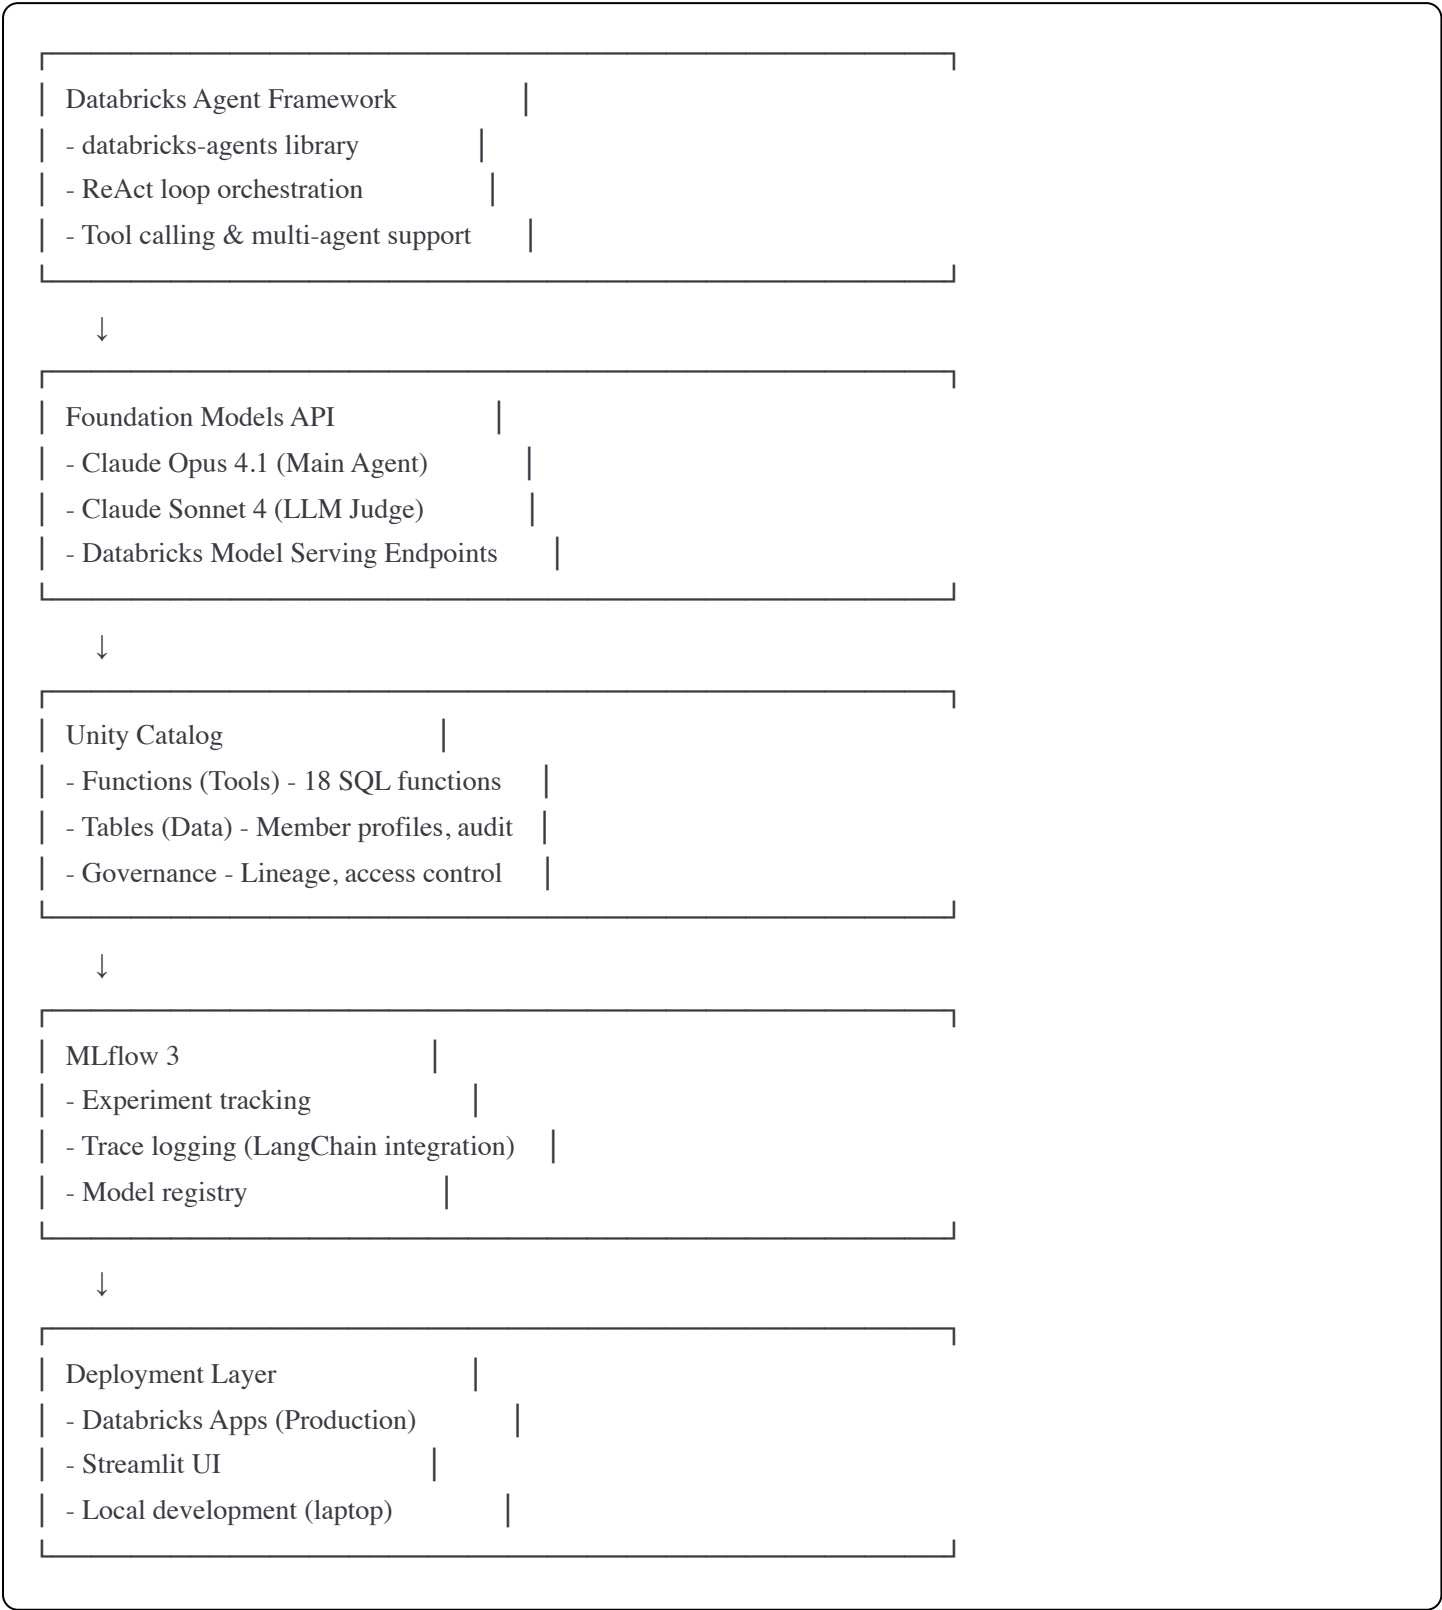 Databricks Agent Framework
- databricks-agents library
- ReAct loop orchestration
- Tool calling & multi-agent support
↓
Foundation Models API
- Claude Opus 4.1 (Main Agent)
- Claude Sonnet 4 (LLM Judge)
- Databricks Model Serving Endpoints
↓
Unity Catalog
- Functions (Tools) - 18 SQL functions
- Tables (Data) - Member profiles, audit
- Governance - Lineage, access control
↓
MLflow 3
- Experiment tracking
- Trace logging (LangChain integration)
- Model registry
↓
Deployment Layer
- Databricks Apps (Production)
- Streamlit UI
- Local development (laptop)